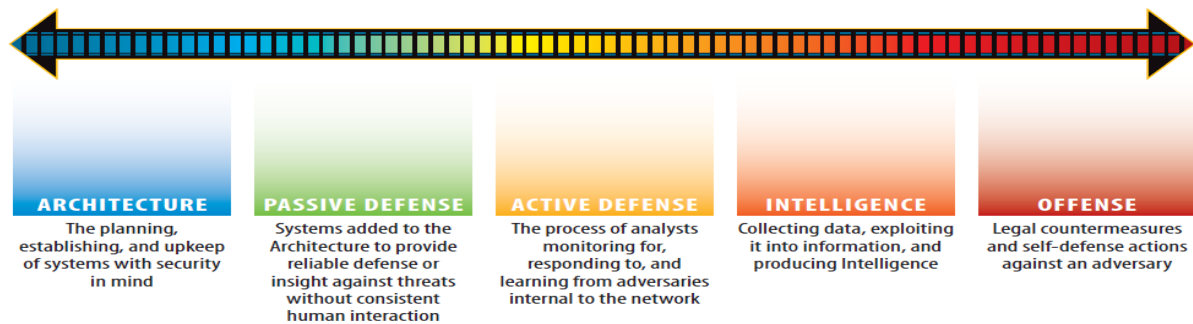 ARCHITECTURE
The planning,
establishing, and upkeep
of systems with security
in mind
PASSIVE DEFENSE
Systems added to the
Architecture to provide
reliable defense or
insight against threats
without consistent
human interaction
ACTIVE DEFENSE
The process of analysts
monitoring for,
responding to, and
learning from adversaries
internal to the network
INTELLIGENCE
Collecting data, exploiting
it into information, and
producing Intelligence
OFFENSE
Legal countermeasures
and self-defense actions
against an adversary